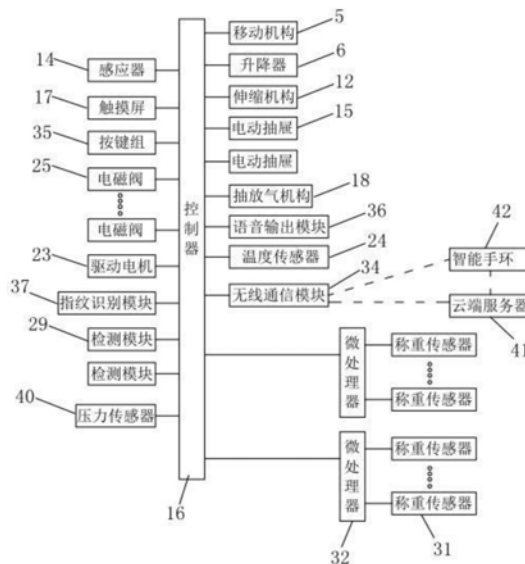 5
移动机构
14
6
感应器
升降器
17
12
触摸屏
伸缩机构
35
15
按键组
电动抽屉
25
电磁阀
电动抽屉
18
抽放气机构
电磁阀
控制器
36
语音输出模块
42
23
24
驱动电机
温度传感器
智能手环
37
34
指纹识别模块
无线通信模块
云端服务器
29
41
检测模块
微处理器
称重传感器
检测模块
40
称重传感器
压力传感器
微处理器
称重传感器
16
称重传感器
32
31